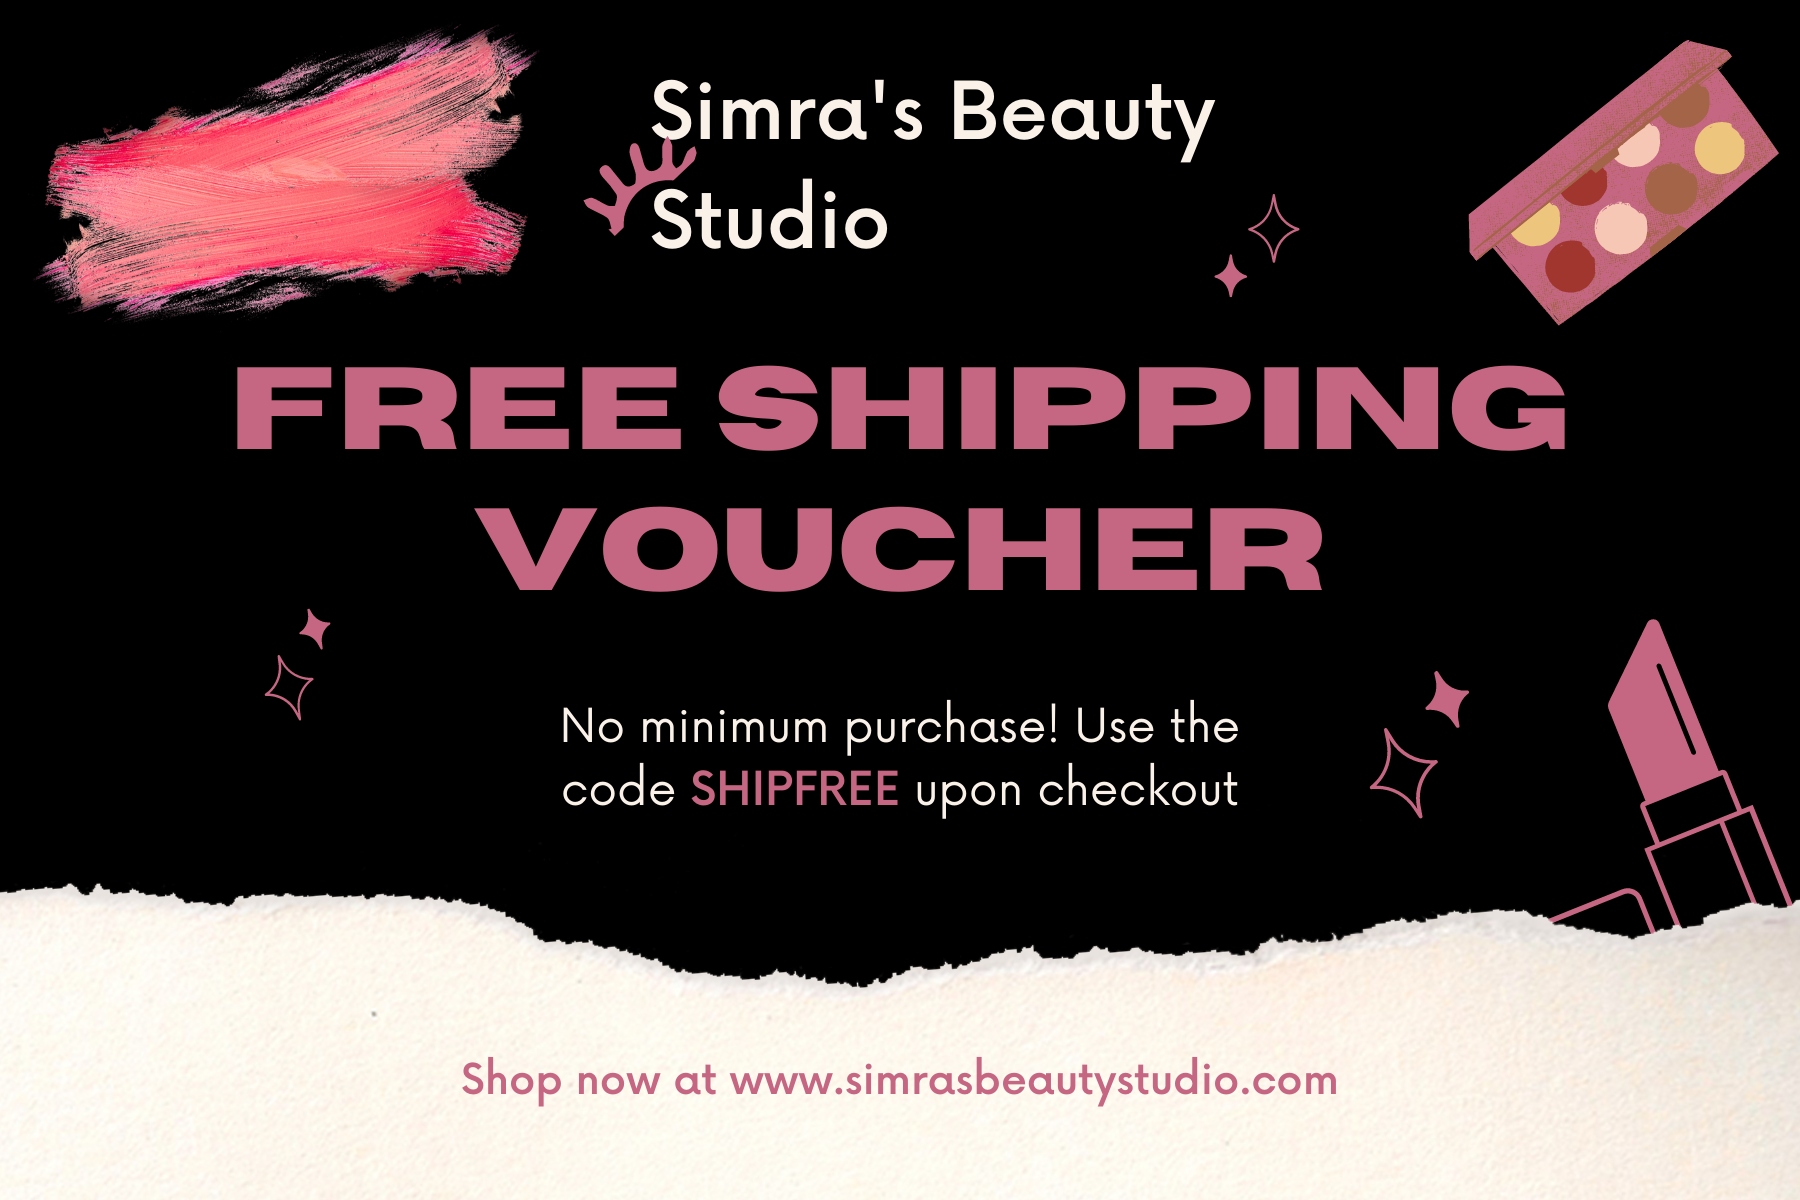 Simra's Beauty
Studio
FREE SHIPPING
VOUCHER
No minimum purchase! Use the
code SHIPFREE upon checkout
Shop now at www.simrasbeautystudio.com